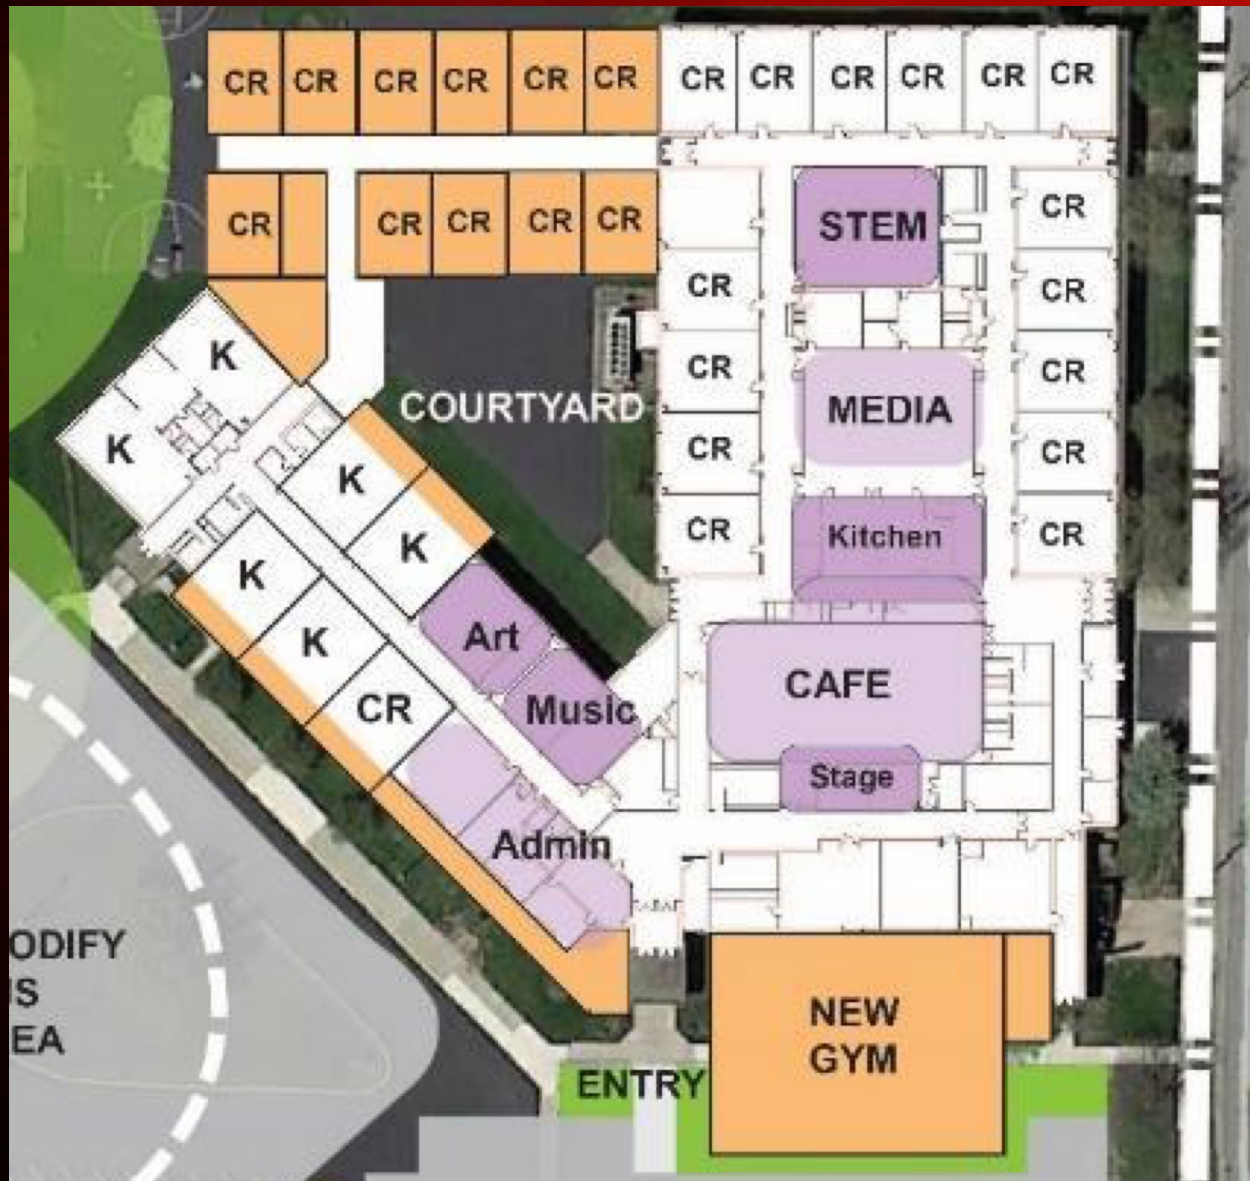 CR CR CR CR CR CR CR CR CR CR CR CR
CR CR CR CR CR STEM CR
CR CR
K COURTYARD CR MEDIA CR
K K CR CR
K K CR Kitchen CR
K Art
CR Music CAFE
Stage
Admin
ODIFY
IS
EA
NEW
GYM
ENTRY